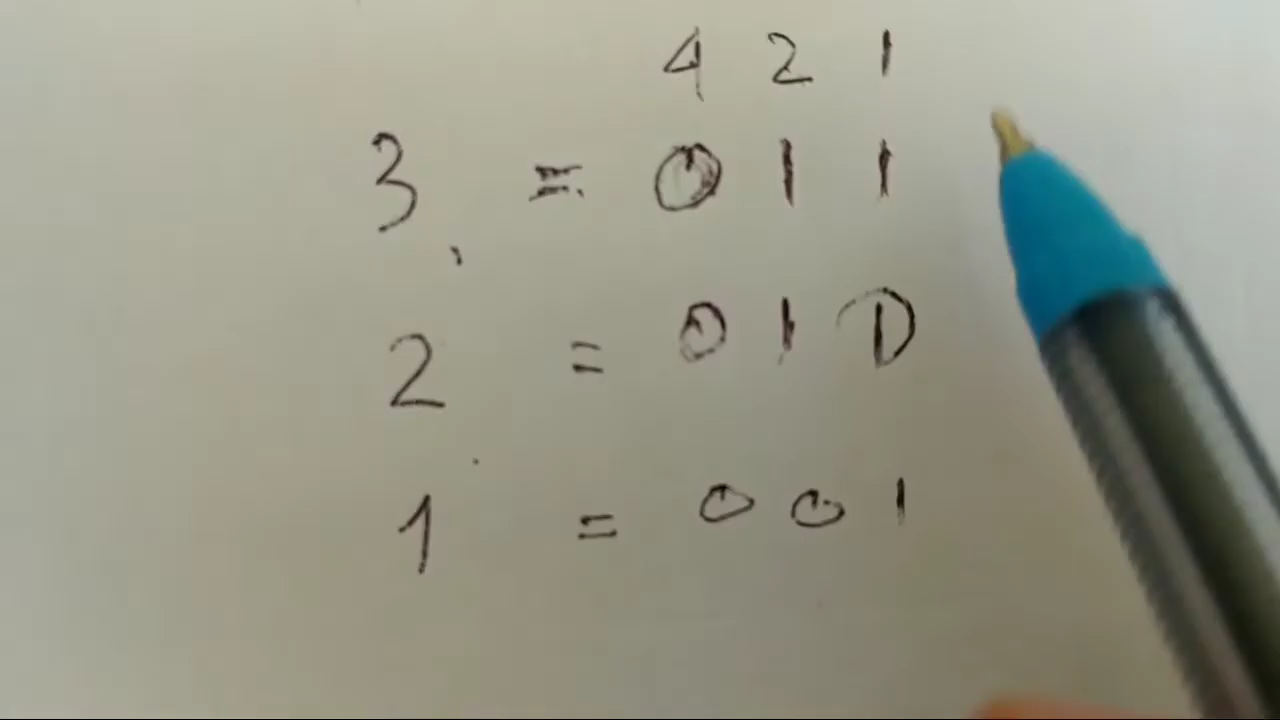 4 2 1
3 = 0 1 1
2 = 0 1 0
1 = 0 0 1